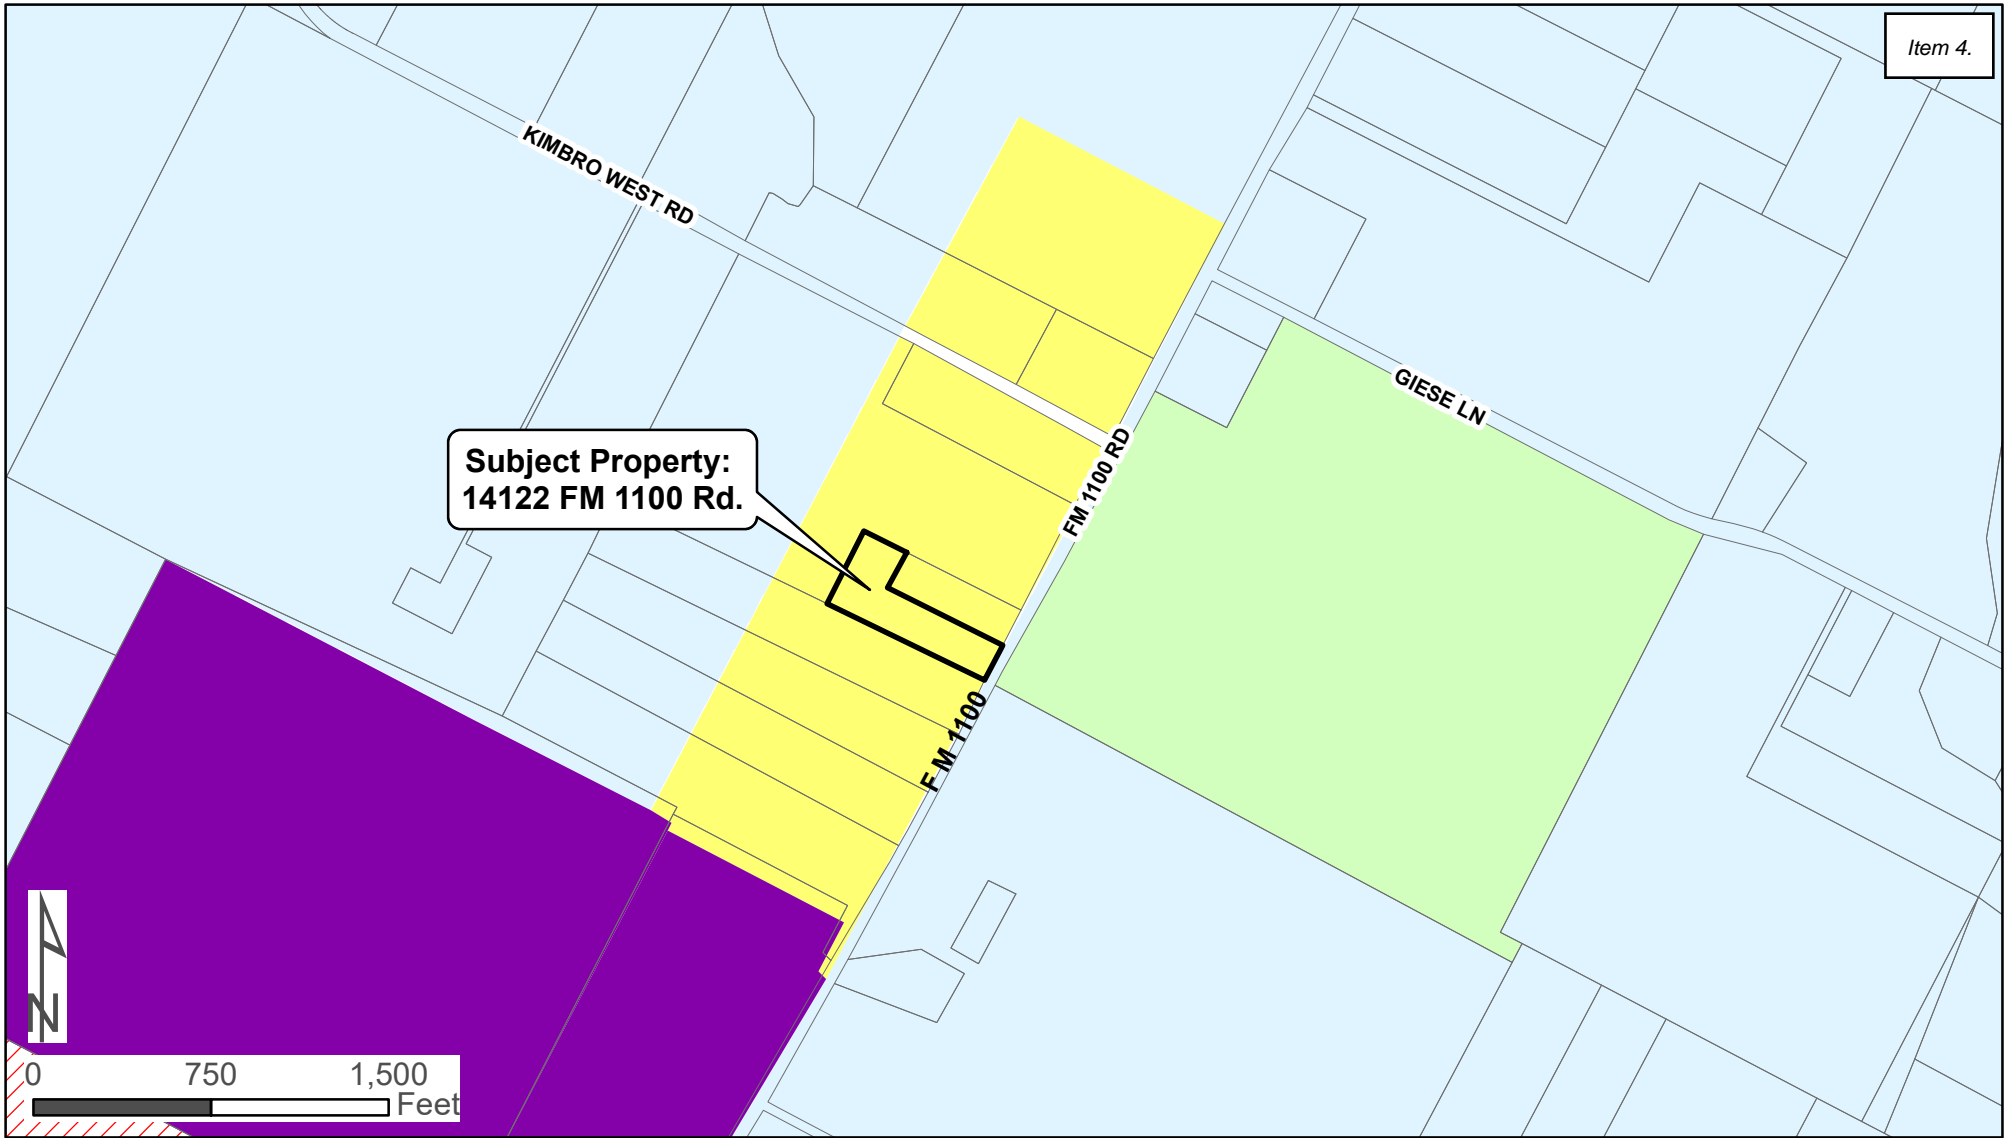 Item 4.
KIMBRO WEST RD
GIESE LN
FM 1100 RD
Subject Property:
14122 FM 1100 Rd.
F M 1100
N
0 750 1,500
Feet